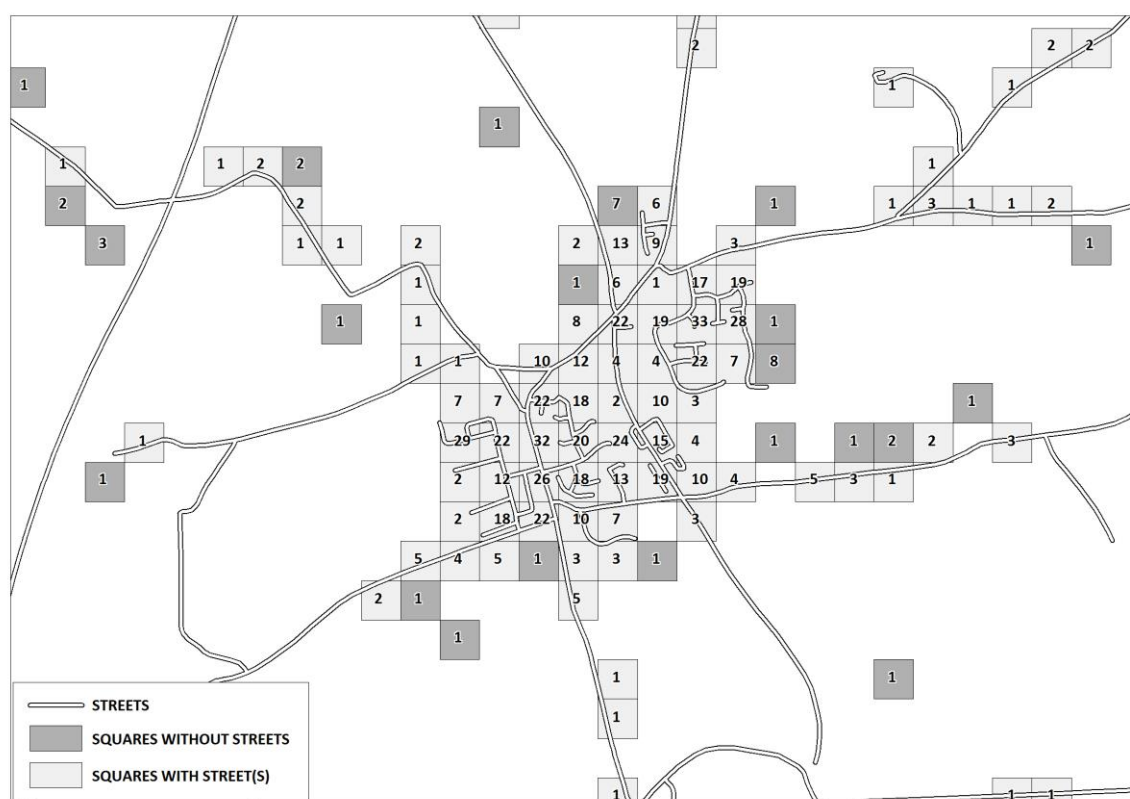 2
2 2
1 1 1
1
1 1 2 2 1
2 2 7 6 1 1 3 1 1 2
3 1 1 2 2 13 9 3 1
1 1 6 1 17 19
1 1 8 22 19 33 28 1
1 1 10 12 4 4 22 7 8
7 7 22 18 2 10 3 1
1 29 22 32 20 24 15 4 1 1 2 2 3
1 2 12 26 18 13 19 10 4 5 3 1
2 18 22 10 7 3
5 4 5 1 3 3 1
2 1 5
1
1 1
1
1 1 1
STREETS
SQUARES WITHOUT STREETS
SQUARES WITH STREET(S)